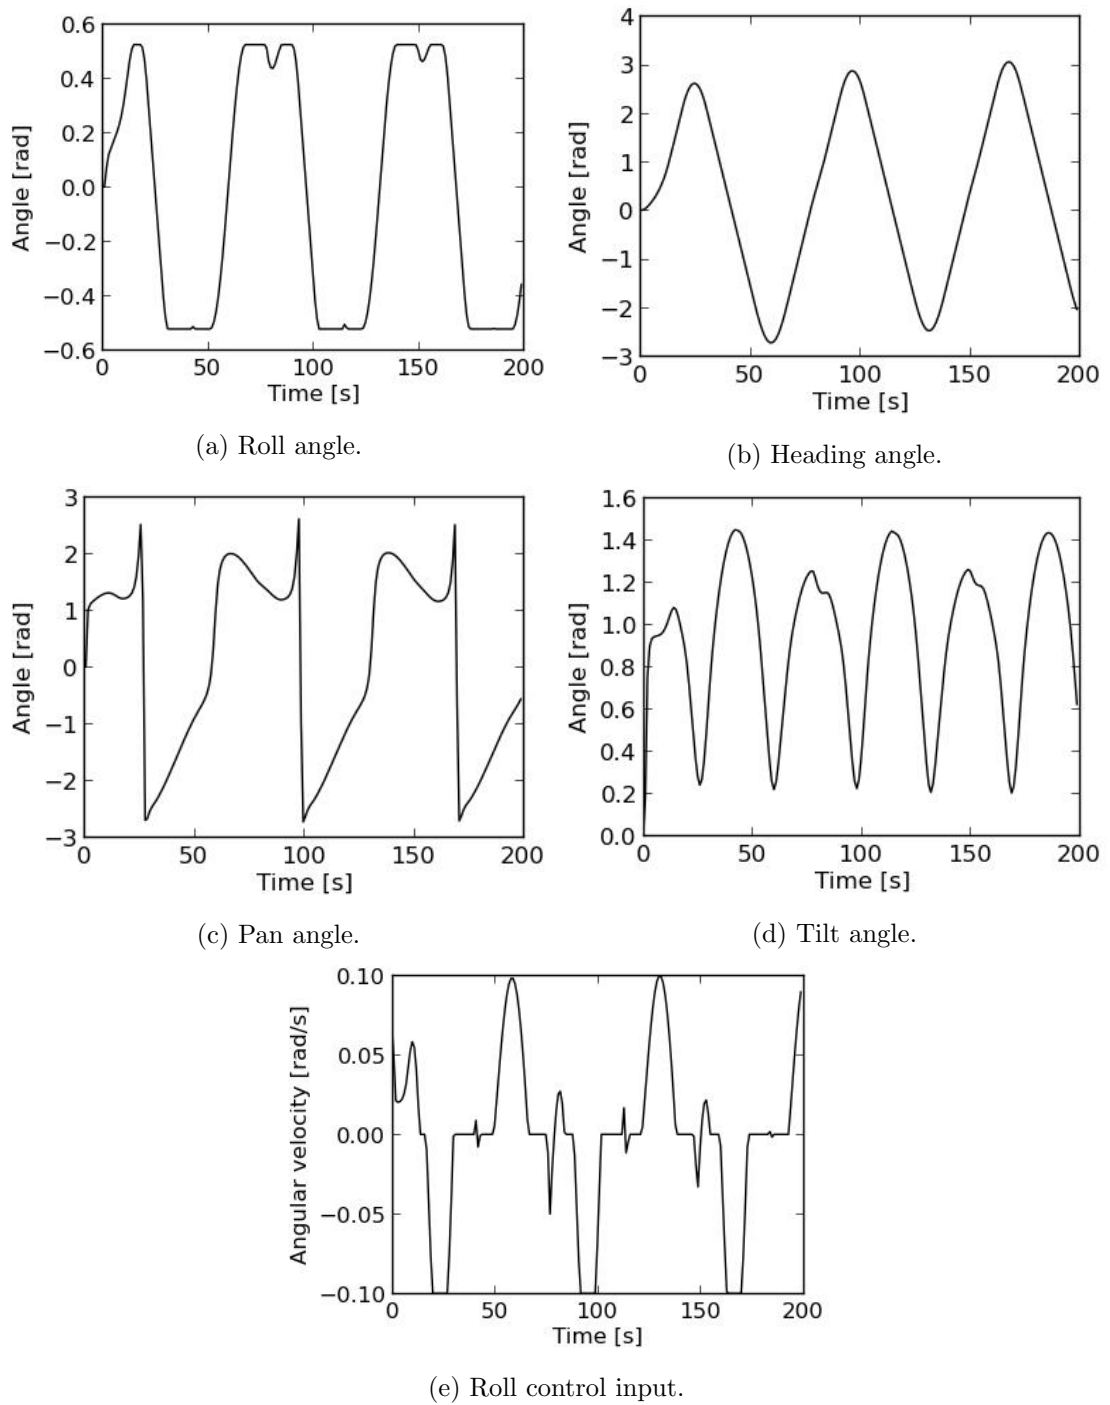 0.6
0.4
0.2
0.0
−0.2
−0.4
−0.6
Angle [rad]
0 50 100 150 200
Time [s]
(a) Roll angle.
4
3
2
1
0
−1
−2
−3
Angle [rad]
0 50 100 150 200
Time [s]
(b) Heading angle.
3
2
1
0
−1
−2
−3
Angle [rad]
0 50 100 150 200
Time [s]
(c) Pan angle.
1.6
1.4
1.2
1.0
0.8
0.6
0.4
0.2
0.0
Angle [rad]
0 50 100 150 200
Time [s]
(d) Tilt angle.
0.10
0.05
0.00
−0.05
−0.10
Angular velocity [rad/s]
0 50 100 150 200
Time [s]
(e) Roll control input.